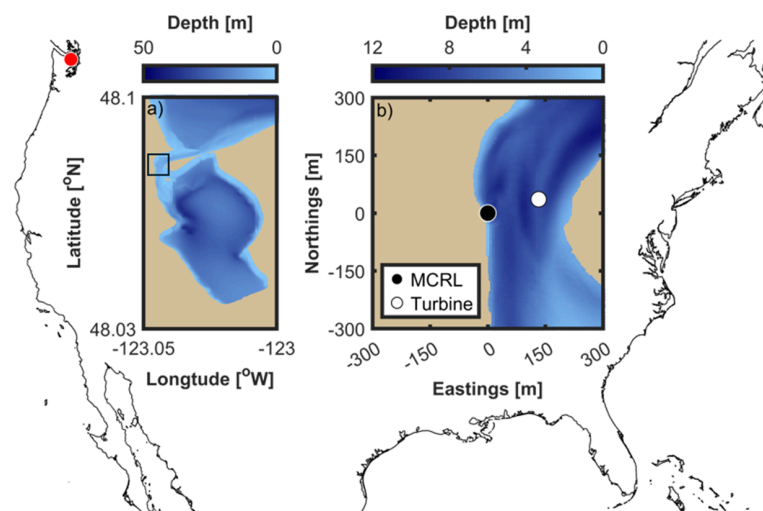 Depth [m]
50 0
48.1
a)
Latitude [°N]
48.03
-123.05 -123
Longtude [°W]
Depth [m]
12 8 4 0
300
b)
150
Northings [m]
0
-150
MCRL
Turbine
-300
-300 -150 0 150 300
Eastings [m]